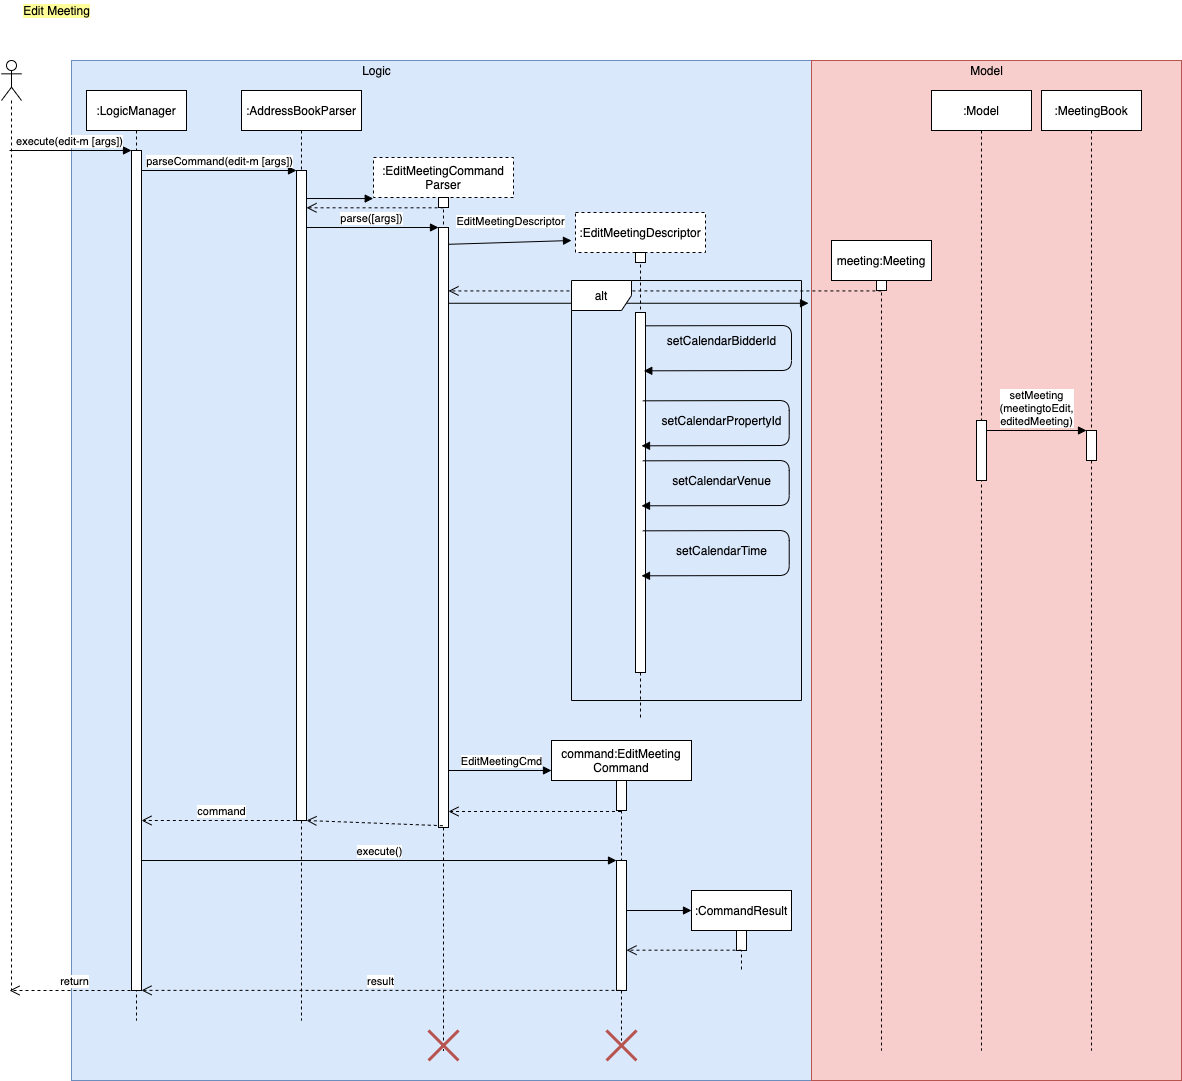 Edit Meeting
Logic
Model
:LogicManager
:AddressBookParser
:Model
:MeetingBook
execute(edit-m [args])
parseCommand(edit-m [args])
:EditMeetingCommand
Parser
parse([args])
EditMeetingDescriptor
:EditMeetingDescriptor
meeting:Meeting
alt
setCalendarBidderId
setCalendarPropertyId
setMeeting
(meetingtoEdit,
editedMeeting)
setCalendarVenue
setCalendarTime
EditMeetingCmd
command:EditMeeting
Command
command
execute()
:CommandResult
return
result